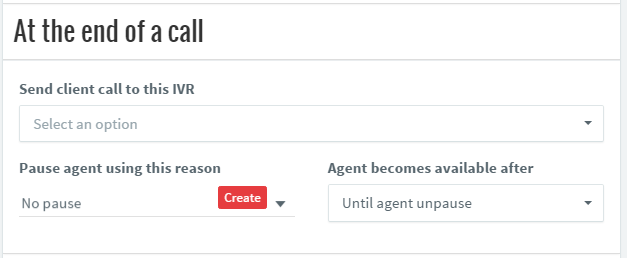 At the end of a call
Send client call to this IVR
Select an option
Pause agent using this reason
Agent becomes available after
No pause
Create
Until agent unpause